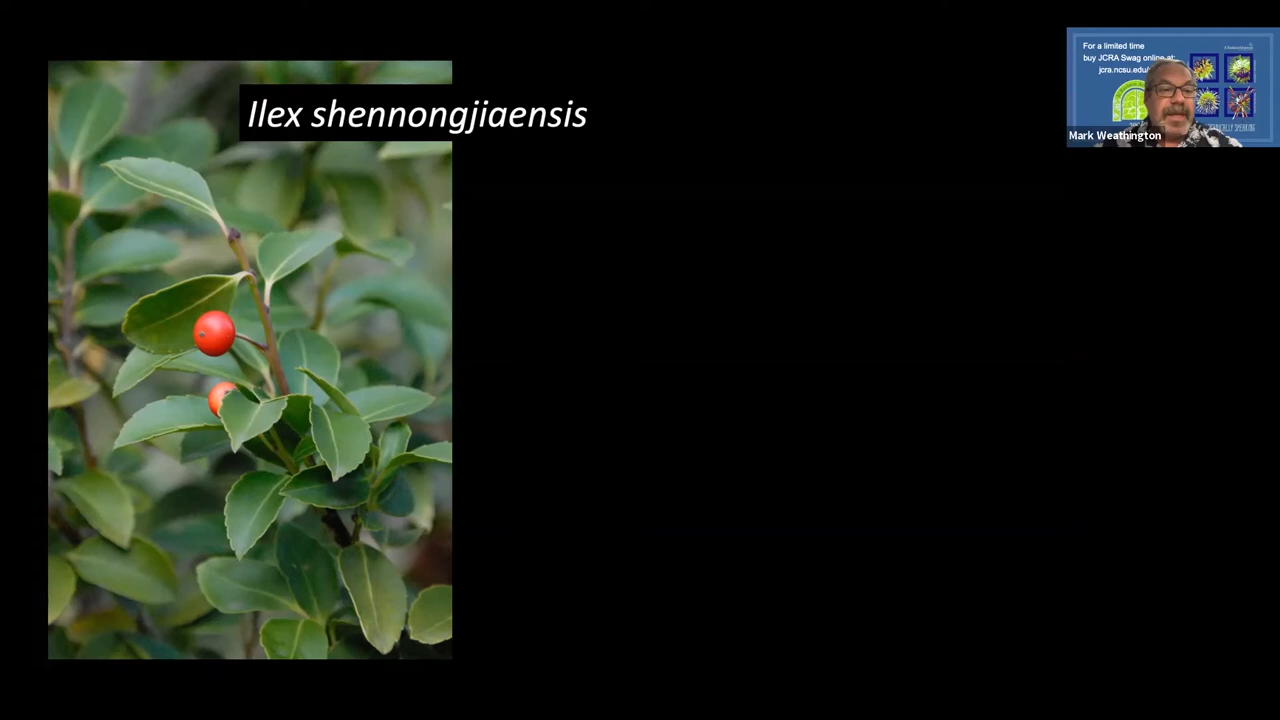 Ilex shennongjiaensis
For a limited time
buy JCRA Swag online at:
jcra.ncsu.edu/
Mark Weathington